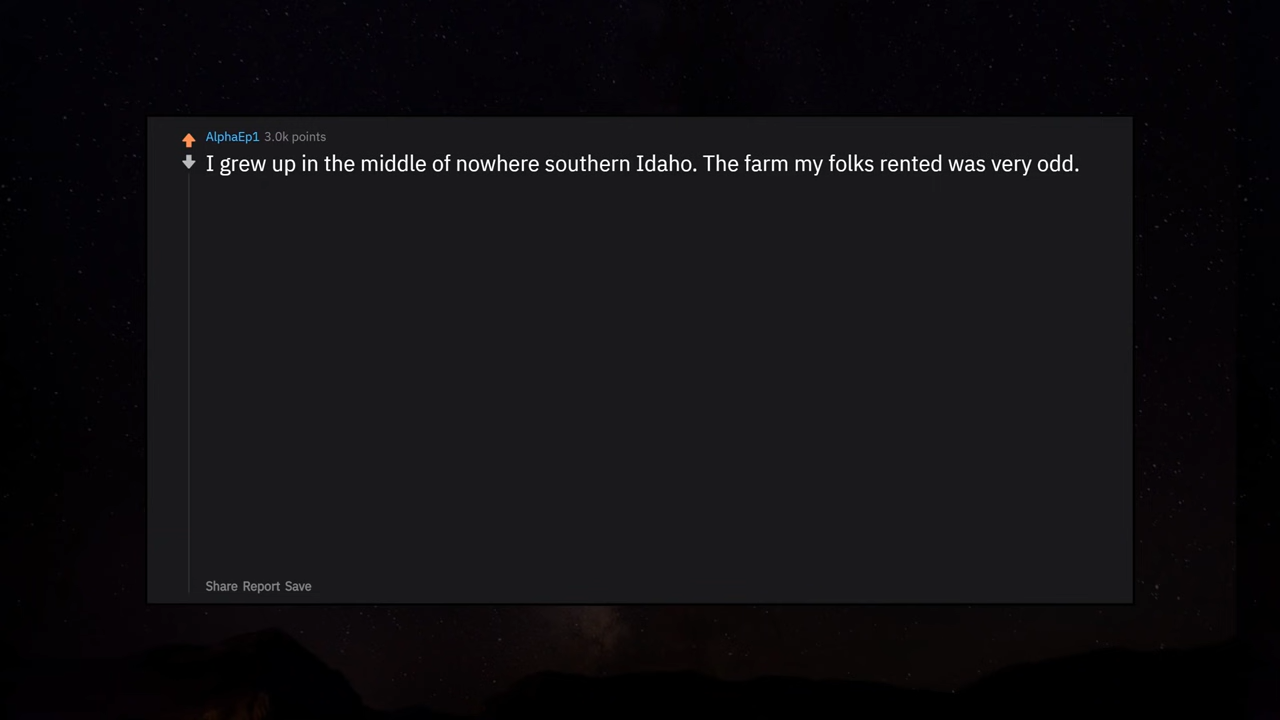 AlphaEp1 3.0k points
I grew up in the middle of nowhere southern Idaho. The farm my folks rented was very odd.
Share Report Save